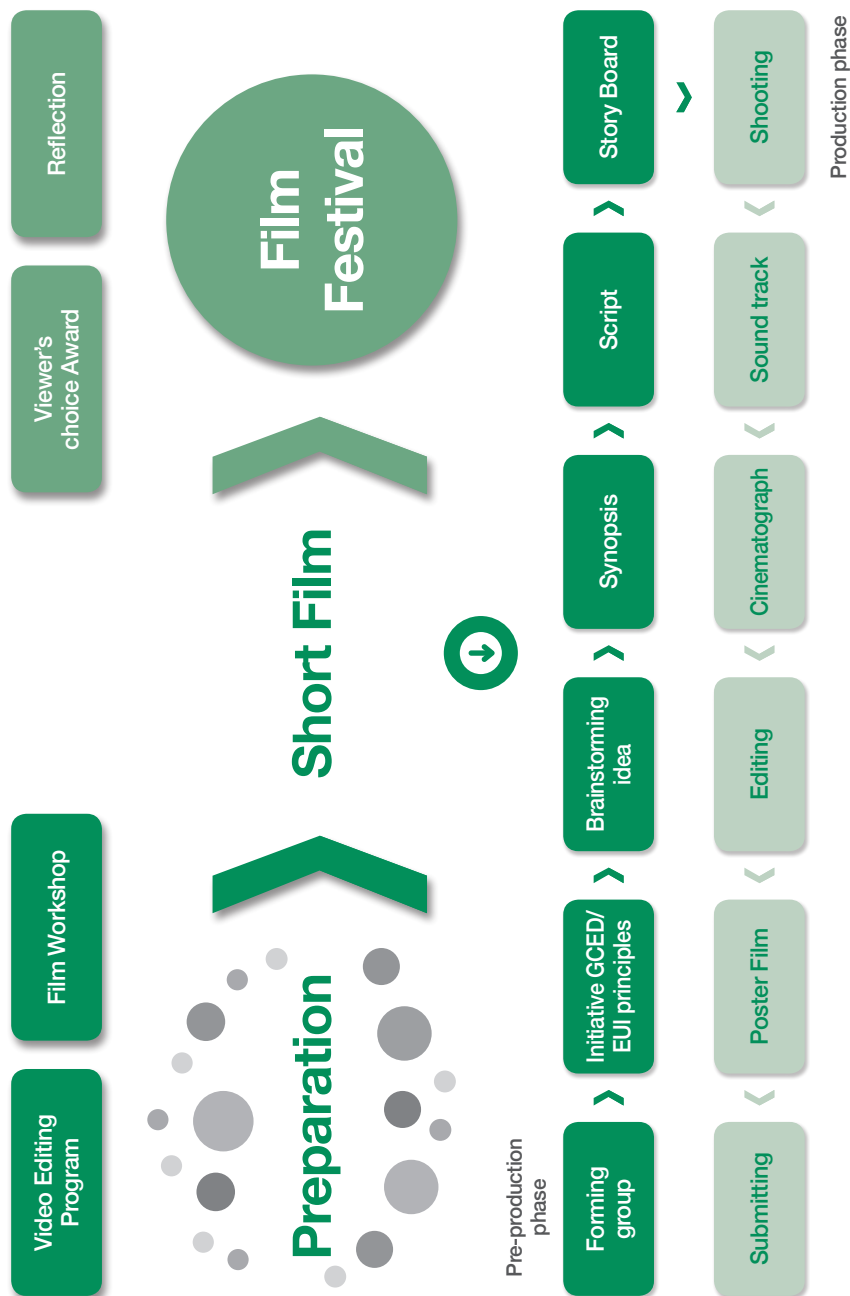 Video Editing
Program
Film Workshop
Viewer's
choice Award
Reflection
Preparation
Short Film
Film
Festival
Pre-production
phase
Forming
group
Initiative GCED/
EUI principles
Brainstorming
idea
Synopsis
Script
Story Board
Submitting
Poster Film
Editing
Cinematograph
Sound track
Shooting
Production phase